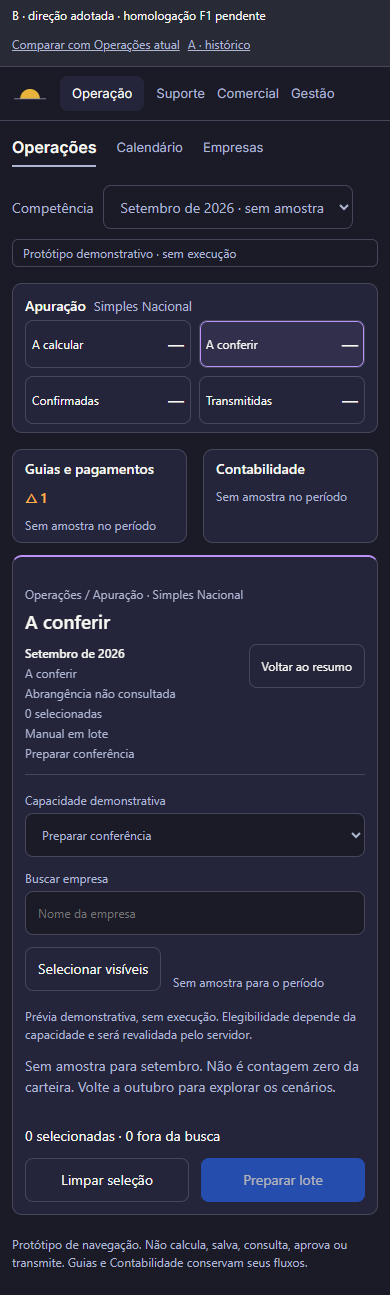 B · direção adotada · homologação F1 pendente
Comparar com Operações atual A · histórico
Operação Suporte Comercial Gestão
Operações Calendário Empresas
Competência Setembro de 2026 · sem amostra
Protótipo demonstrativo · sem execução
Apuração Simples Nacional
A calcular — A conferir —
Confirmadas — Transmitidas —
Guias e pagamentos
△ 1
Sem amostra no período
Contabilidade
Sem amostra no período
Operações / Apuração · Simples Nacional
A conferir
Setembro de 2026
A conferir
Abrangência não consultada
0 selecionadas
Manual em lote
Preparar conferência
Voltar ao resumo
Capacidade demonstrativa
Preparar conferência
Buscar empresa
Nome da empresa
Selecionar visíveis Sem amostra para o período
Prévia demonstrativa, sem execução. Elegibilidade depende da
capacidade e será revalidada pelo servidor.
Sem amostra para setembro. Não é contagem zero da
carteira. Volte a outubro para explorar os cenários.
0 selecionadas · 0 fora da busca
Limpar seleção Preparar lote
Protótipo de navegação. Não calcula, salva, consulta, aprova ou
transmite. Guias e Contabilidade conservam seus fluxos.